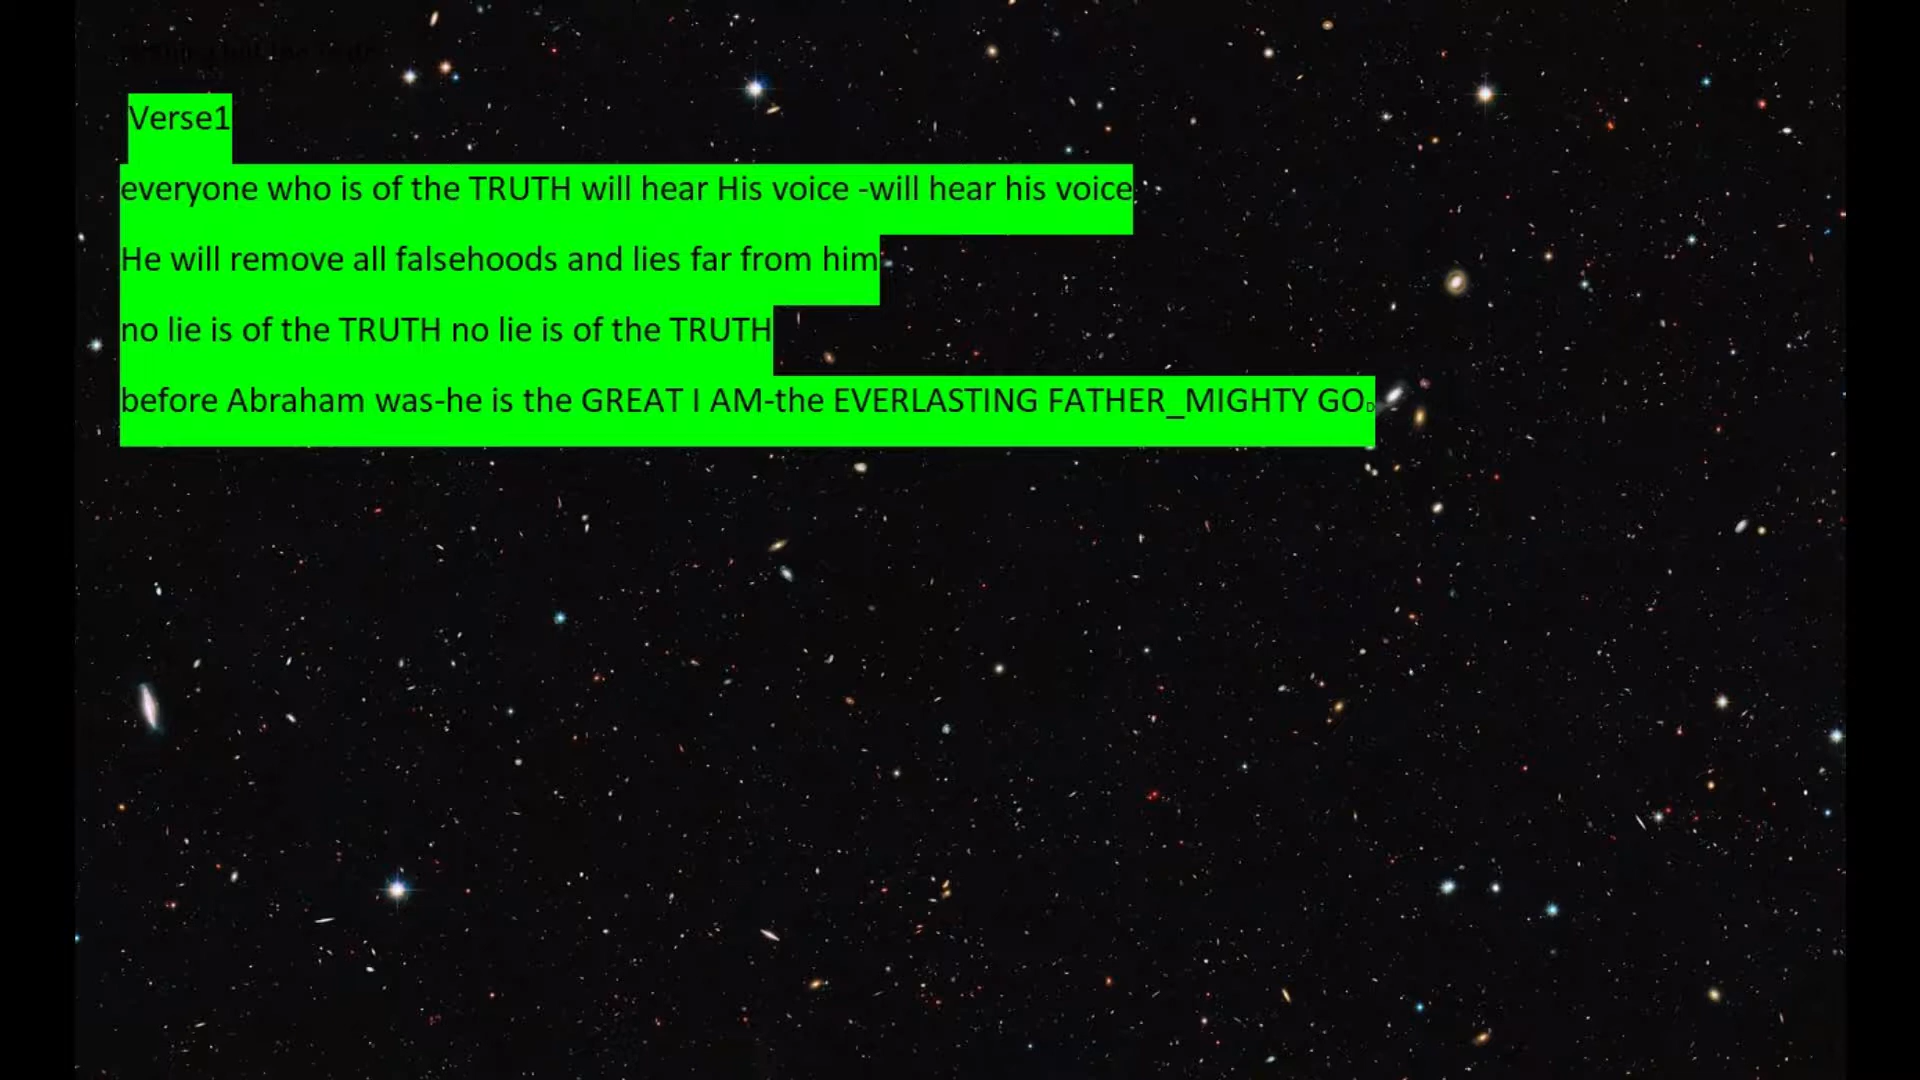 Verse1
everyone who is of the TRUTH will hear His voice -will hear his voice
He will remove all falsehoods and lies far from him
no lie is of the TRUTH no lie is of the TRUTH
before Abraham was-he is the GREAT I AM-the EVERLASTING FATHER_MIGHTY GOD